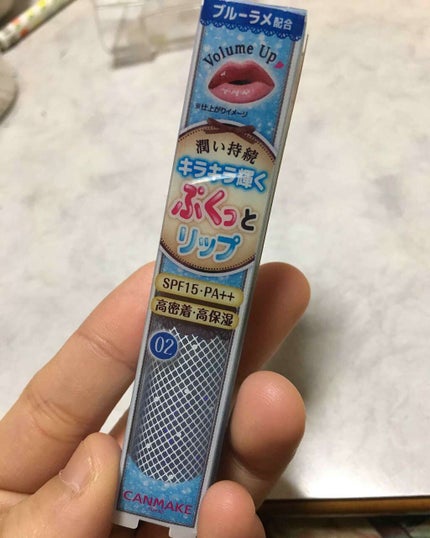 ブルーラメ配合
Volume Up
※仕上がりイメージ
潤い持続
キラキラ輝く
ぷくっと
リップ
SPF15・PA++
高密着・高保湿
02
CANMAKE